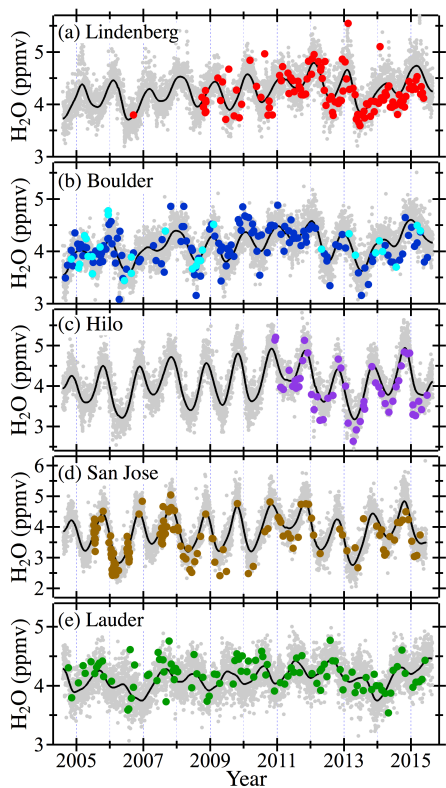 (a) Lindenberg
H₂O (ppmv)
5
4
3
(b) Boulder
H₂O (ppmv)
5
4
3
(c) Hilo
H₂O (ppmv)
5
4
3
(d) San Jose
H₂O (ppmv)
6
5
4
3
2
(e) Lauder
H₂O (ppmv)
5
4
3
2005 2007 2009 2011 2013 2015
Year